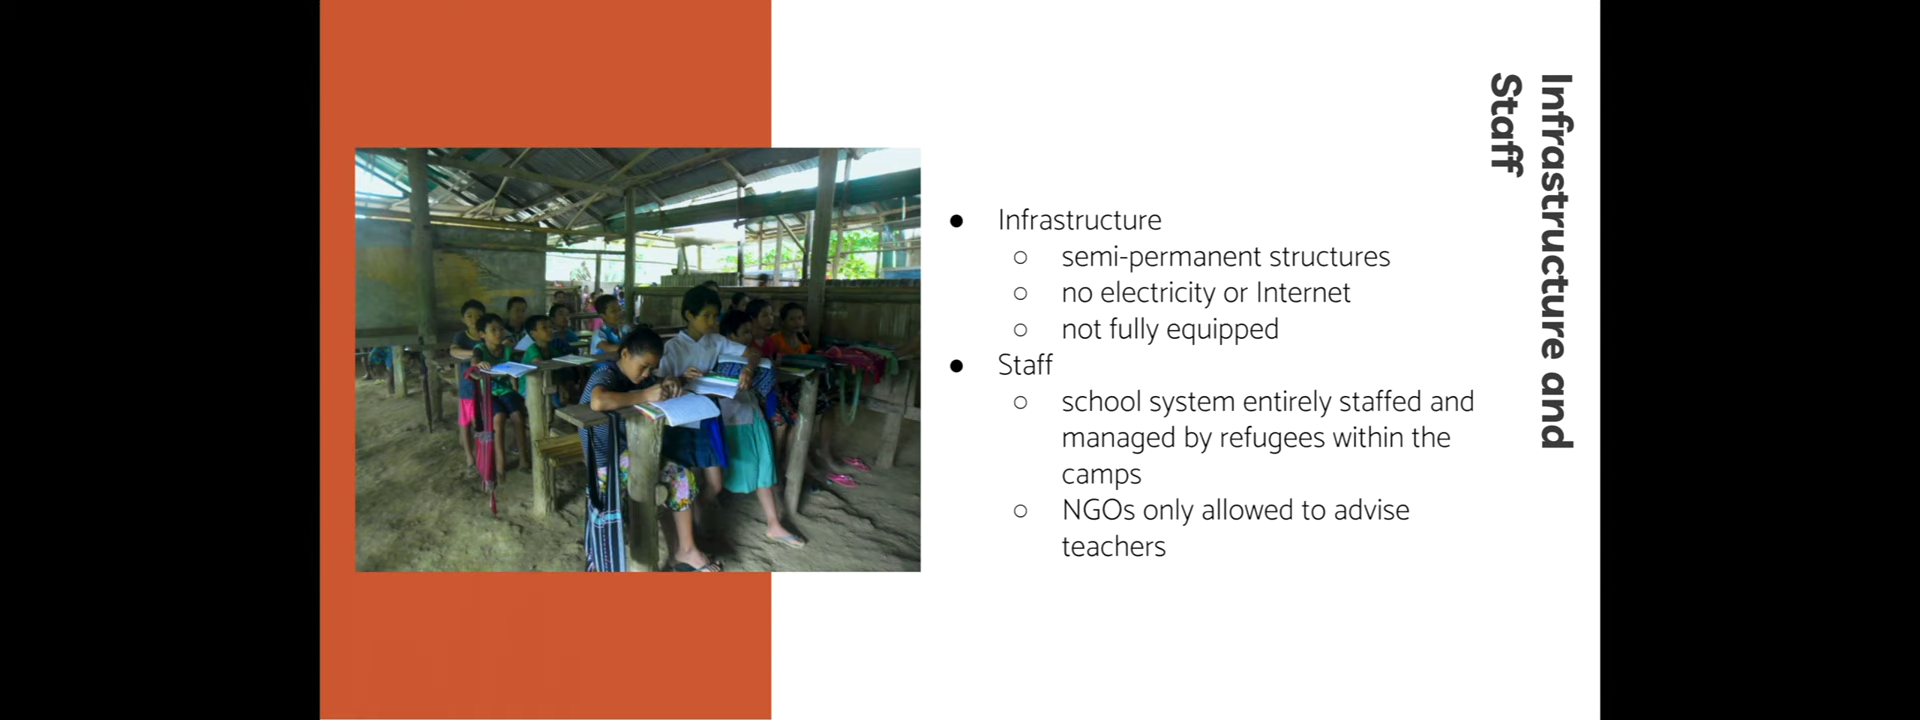 Infrastructure and
Staff
● Infrastructure
○ semi-permanent structures
○ no electricity or Internet
○ not fully equipped
● Staff
○ school system entirely staffed and
managed by refugees within the
camps
○ NGOs only allowed to advise
teachers